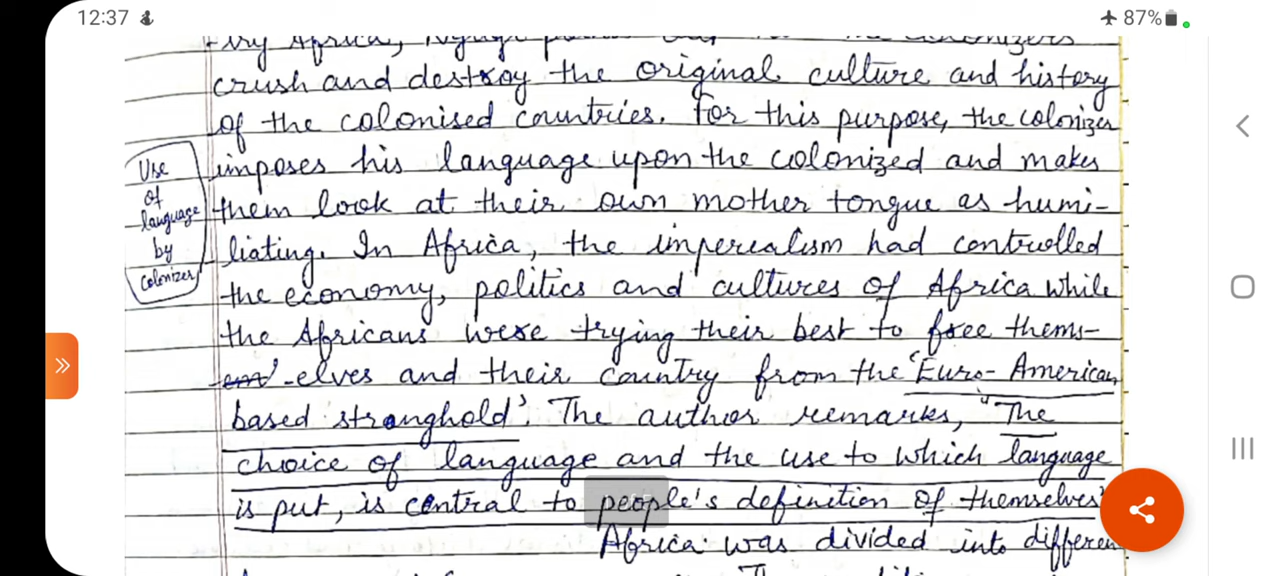 12:37
87%
try Africa, Ngugi
crush and destroy the original culture and history
of the colonised countries. For this purpose, the colonizer
imposes his language upon the colonized and makes
them look at their own mother tongue as humi-
liating. In Africa, the imperealism had controlled
the economy, politics and cultures of Africa while
the Africans were trying their best to free thems-
-elves and their country from the 'Euro-American
based stronghold'. The author remarks, "The
choice of language and the use to which language
is put, is central to people's definition of themselves"
Africa was divided into differen
Use
of
language
by
colonizer